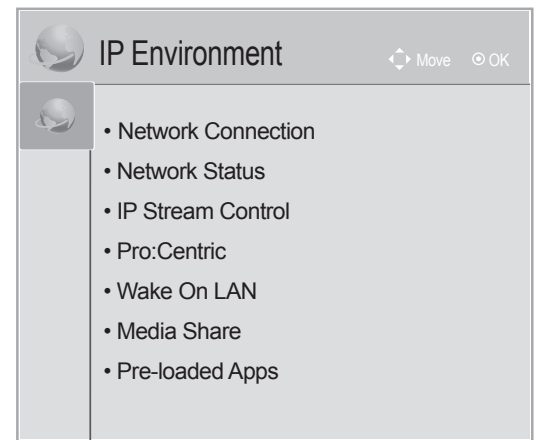 IP Environment
Move OK
• Network Connection
• Network Status
• IP Stream Control
• Pro:Centric
• Wake On LAN
• Media Share
• Pre-loaded Apps